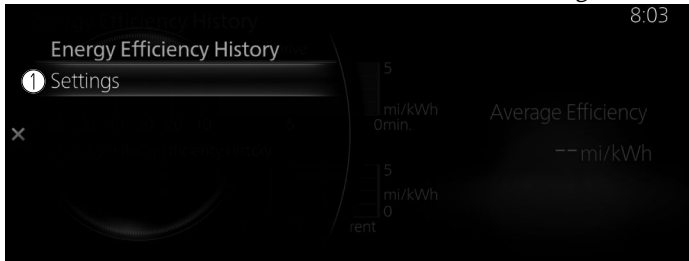 8:03
Energy Efficiency History
① Settings
5
mi/kWh
0min.
Average Efficiency
--mi/kWh
5
mi/kWh
0
rent